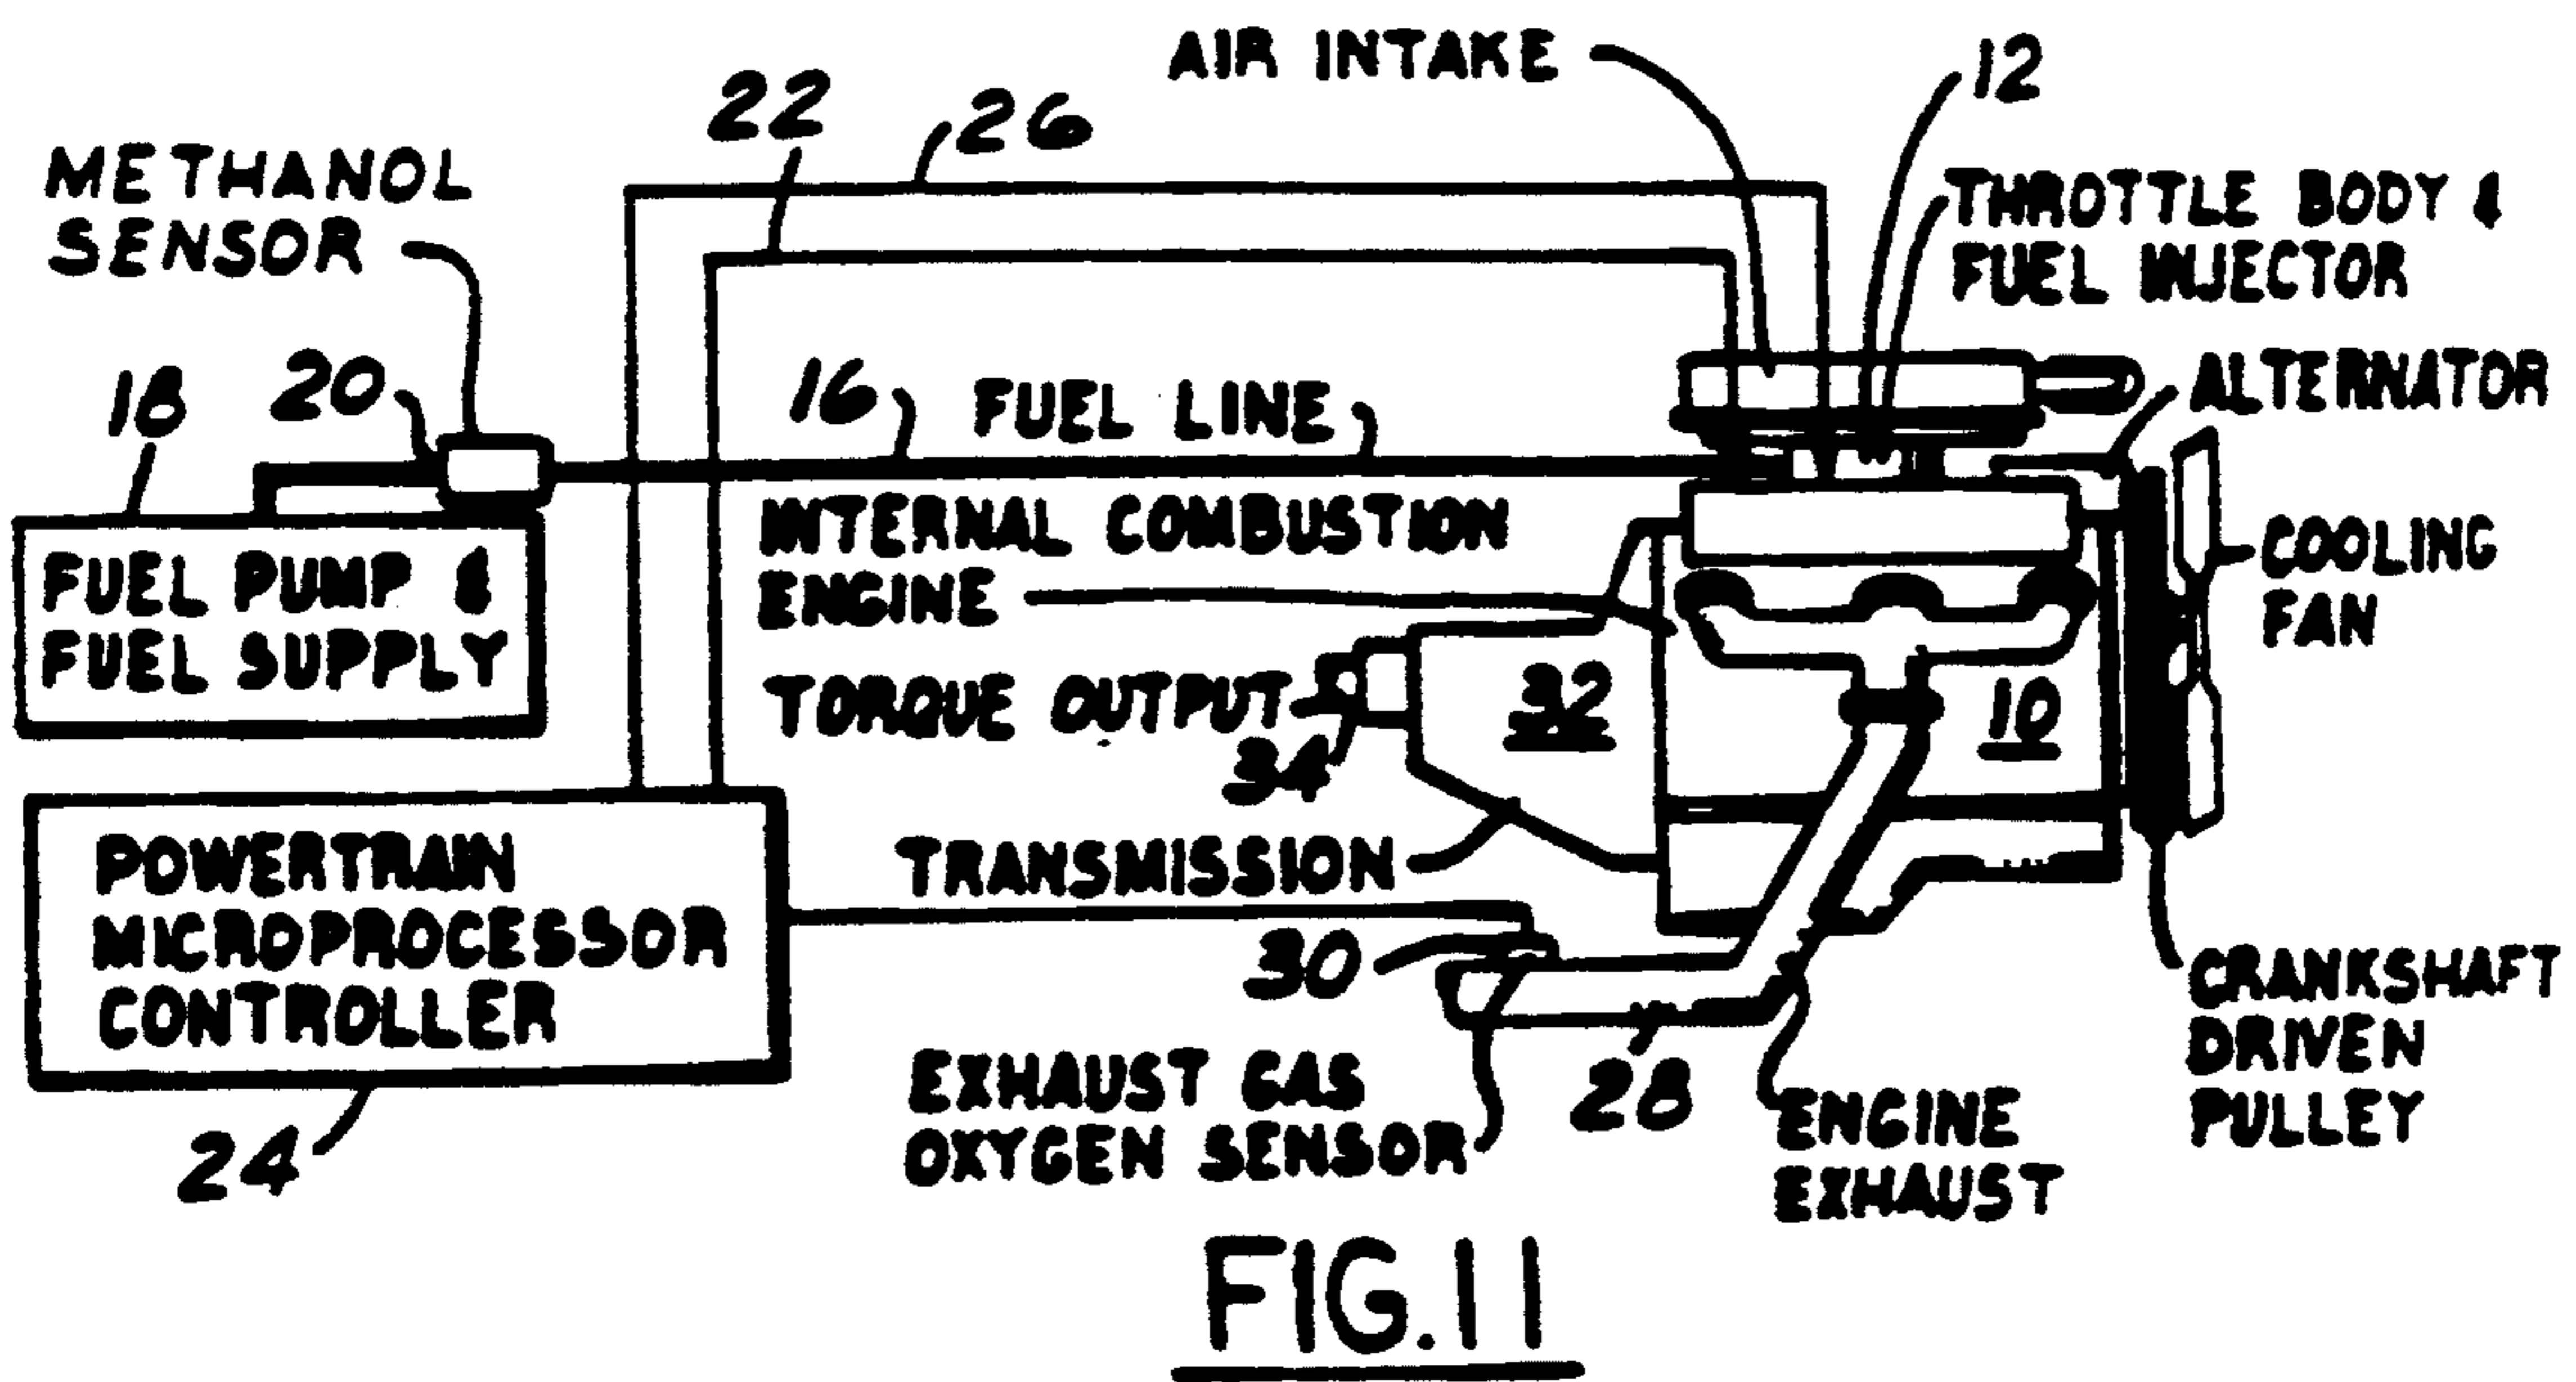 AIR INTAKE
12
22
26
METHANOL
SENSOR
THROTTLE BODY &
FUEL INJECTOR
18
20
16
FUEL LINE
ALTERNATOR
INTERNAL COMBUSTION
ENGINE
COOLING
FAN
FUEL PUMP &
FUEL SUPPLY
TORQUE OUTPUT
34
32
10
POWERTRAIN
MICROPROCESSOR
CONTROLLER
TRANSMISSION
30
CRANKSHAFT
DRIVEN
PULLEY
EXHAUST GAS
OXYGEN SENSOR
28
ENGINE
EXHAUST
24
FIG.11